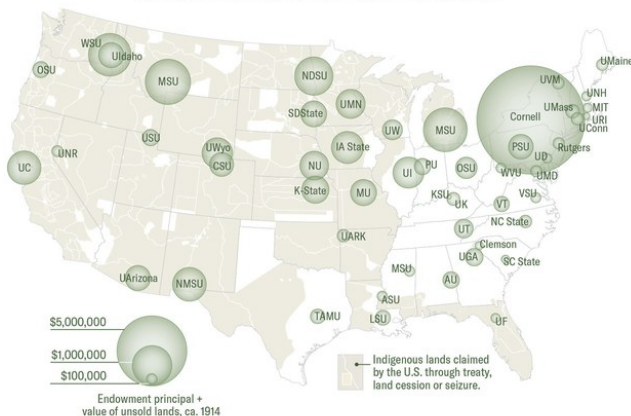 WSU
UIdaho
OSU
MSU
NDSU
UMN
SDState
UW
MSU
UVM
UMaine
UNH
MIT
UMass
URI
UConn
Cornell
PSU
Rutgers
UD
UMD
WVU
USU
UNR
UC
UWyo
CSU
IA State
NU
K-State
MU
UI
PU
OSU
KSU
UK
VSU
VT
NC State
UT
Clemson
UGA
SC State
UARK
MSU
AU
ASU
LSU
TAMU
UF
UArizona
NMSU
$5,000,000
$1,000,000
$100,000
Endowment principal +
value of unsold lands, ca. 1914
Indigenous lands claimed
by the U.S. through treaty,
land cession or seizure.